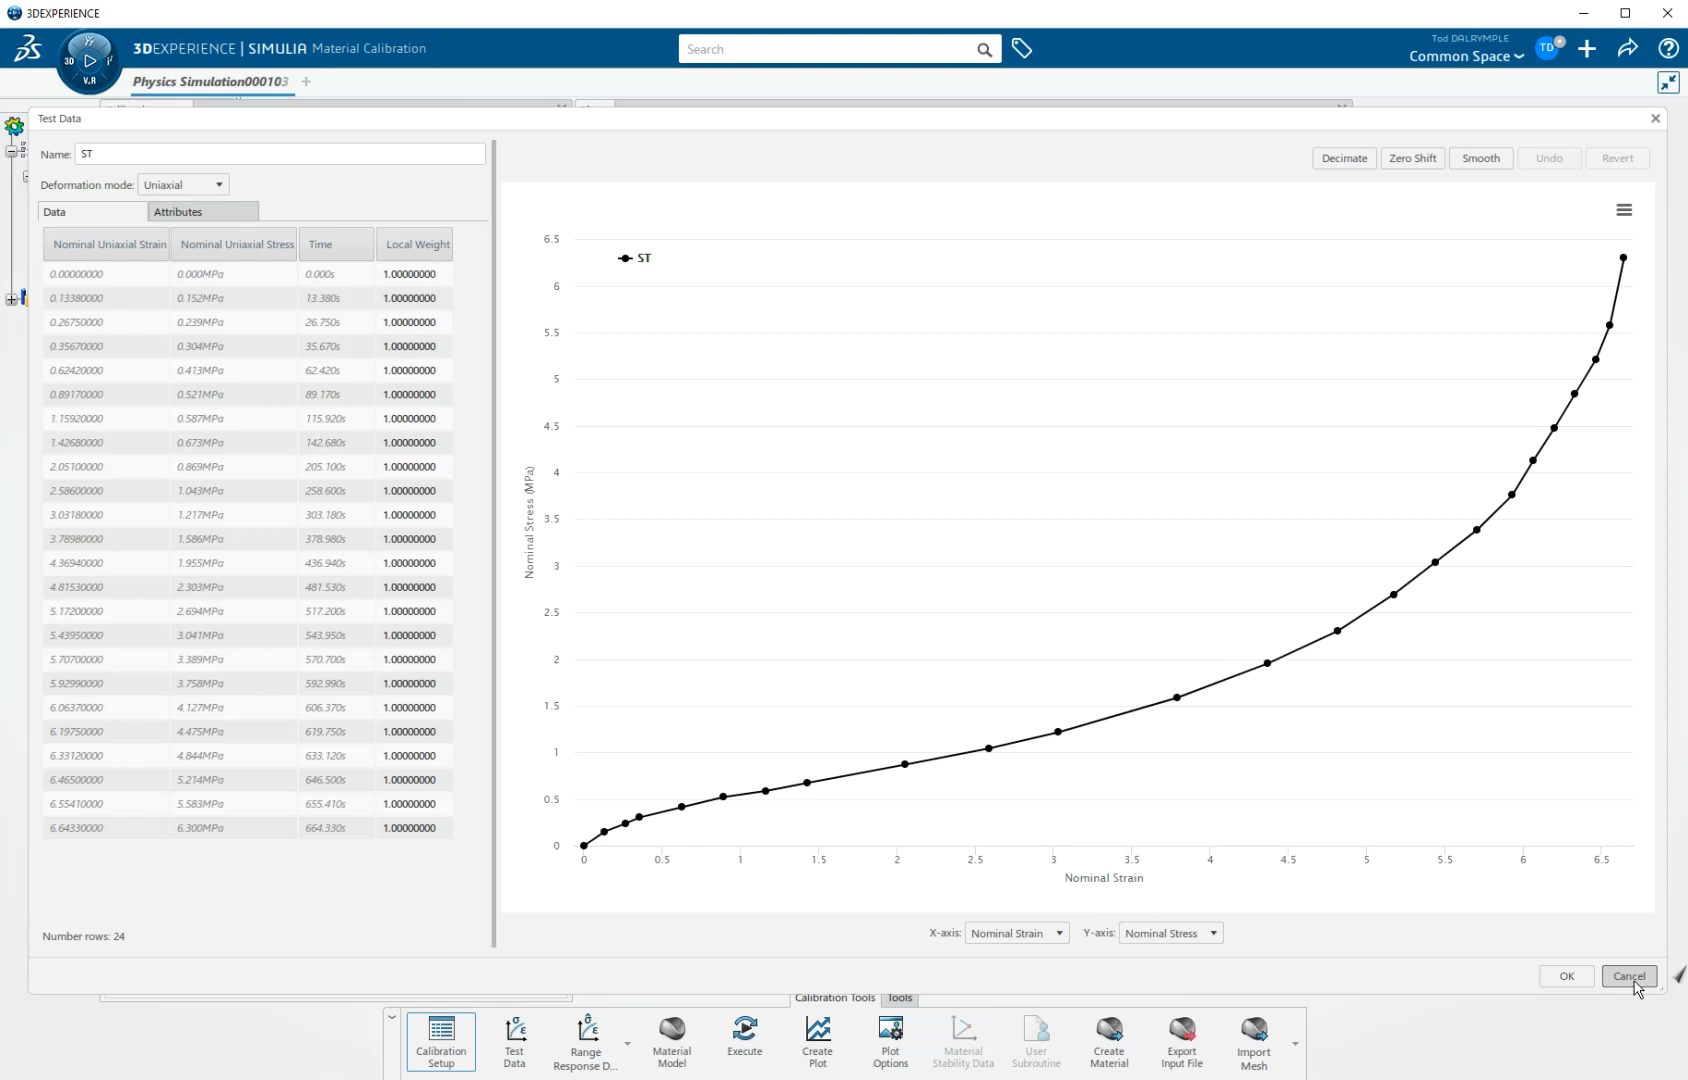 3DEXPERIENCE
3DEXPERIENCE | SIMULIA Material Calibration
Search
Tod DALRYMPLE
Common Space
TD
3D
V.R
Physics Simulation000103
Test Data
Name: ST
Deformation mode: Uniaxial
Data Attributes
Decimate Zero Shift Smooth Undo Revert
Nominal Uniaxial Strain Nominal Uniaxial Stress Time Local Weight
0.00000000 0.000MPa 0.000s 1.00000000
0.13380000 0.152MPa 13.380s 1.00000000
0.26750000 0.239MPa 26.750s 1.00000000
0.35670000 0.304MPa 35.670s 1.00000000
0.62420000 0.413MPa 62.420s 1.00000000
0.89170000 0.521MPa 89.170s 1.00000000
1.15920000 0.587MPa 115.920s 1.00000000
1.42680000 0.673MPa 142.680s 1.00000000
2.05100000 0.869MPa 205.100s 1.00000000
2.58600000 1.043MPa 258.600s 1.00000000
3.03180000 1.217MPa 303.180s 1.00000000
3.78980000 1.586MPa 378.980s 1.00000000
4.36940000 1.955MPa 436.940s 1.00000000
4.81530000 2.303MPa 481.530s 1.00000000
5.17200000 2.694MPa 517.200s 1.00000000
5.43950000 3.041MPa 543.950s 1.00000000
5.70700000 3.389MPa 570.700s 1.00000000
5.92990000 3.758MPa 592.990s 1.00000000
6.06370000 4.127MPa 606.370s 1.00000000
6.19750000 4.475MPa 619.750s 1.00000000
6.33120000 4.844MPa 633.120s 1.00000000
6.46500000 5.214MPa 646.500s 1.00000000
6.55410000 5.583MPa 655.410s 1.00000000
6.64330000 6.300MPa 664.330s 1.00000000
Number rows: 24
ST
6.5
6
5.5
5
4.5
4
3.5
3
2.5
2
1.5
1
0.5
0
Nominal Stress (MPa)
0 0.5 1 1.5 2 2.5 3 3.5 4 4.5 5 5.5 6 6.5
Nominal Strain
X-axis: Nominal Strain Y-axis: Nominal Stress
OK Cancel
Calibration Tools Tools
Calibration Setup
Test Data
Range Response D...
Material Model
Execute
Create Plot
Plot Options
Material Stability Data
User Subroutine
Create Material
Export Input File
Import Mesh